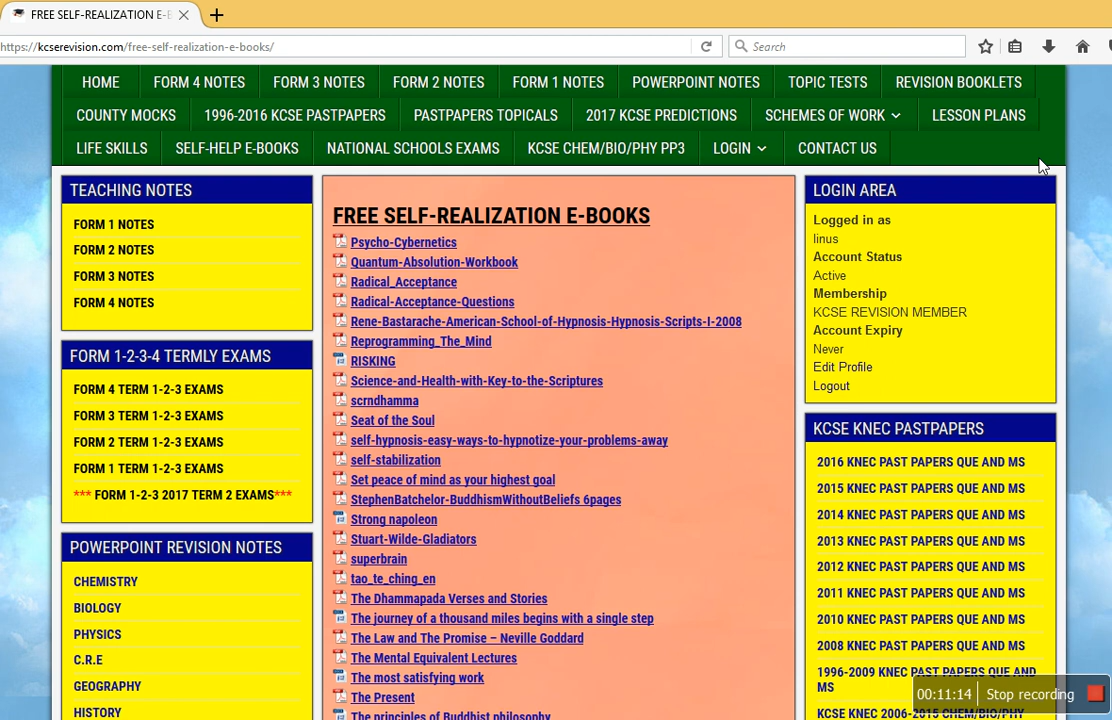 FREE SELF-REALIZATION E-B
https://kcserevision.com/free-self-realization-e-books/
Search
HOME
FORM 4 NOTES
FORM 3 NOTES
FORM 2 NOTES
FORM 1 NOTES
POWERPOINT NOTES
TOPIC TESTS
REVISION BOOKLETS
COUNTY MOCKS
1996-2016 KCSE PASTPAPERS
PASTPAPERS TOPICALS
2017 KCSE PREDICTIONS
SCHEMES OF WORK
LESSON PLANS
LIFE SKILLS
SELF-HELP E-BOOKS
NATIONAL SCHOOLS EXAMS
KCSE CHEM/BIO/PHY PP3
LOGIN
CONTACT US
TEACHING NOTES
FORM 1 NOTES
FORM 2 NOTES
FORM 3 NOTES
FORM 4 NOTES
FORM 1-2-3-4 TERMLY EXAMS
FORM 4 TERM 1-2-3 EXAMS
FORM 3 TERM 1-2-3 EXAMS
FORM 2 TERM 1-2-3 EXAMS
FORM 1 TERM 1-2-3 EXAMS
*** FORM 1-2-3 2017 TERM 2 EXAMS***
POWERPOINT REVISION NOTES
CHEMISTRY
BIOLOGY
PHYSICS
C.R.E
GEOGRAPHY
HISTORY
FREE SELF-REALIZATION E-BOOKS
Psycho-Cybernetics
Quantum-Absolution-Workbook
Radical_Acceptance
Radical-Acceptance-Questions
Rene-Bastarache-American-School-of-Hypnosis-Hypnosis-Scripts-I-2008
Reprogramming_The_Mind
RISKING
Science-and-Health-with-Key-to-the-Scriptures
scrndhamma
Seat of the Soul
self-hypnosis-easy-ways-to-hypnotize-your-problems-away
self-stabilization
Set peace of mind as your highest goal
StephenBatchelor-BuddhismWithoutBeliefs 6pages
Strong napoleon
Stuart-Wilde-Gladiators
superbrain
tao_te_ching_en
The Dhammapada Verses and Stories
The journey of a thousand miles begins with a single step
The Law and The Promise – Neville Goddard
The Mental Equivalent Lectures
The most satisfying work
The Present
The principles of Buddhist philosophy
LOGIN AREA
Logged in as
linus
Account Status
Active
Membership
KCSE REVISION MEMBER
Account Expiry
Never
Edit Profile
Logout
KCSE KNEC PASTPAPERS
2016 KNEC PAST PAPERS QUE AND MS
2015 KNEC PAST PAPERS QUE AND MS
2014 KNEC PAST PAPERS QUE AND MS
2013 KNEC PAST PAPERS QUE AND MS
2012 KNEC PAST PAPERS QUE AND MS
2011 KNEC PAST PAPERS QUE AND MS
2010 KNEC PAST PAPERS QUE AND MS
2008 KNEC PAST PAPERS QUE AND MS
1996-2009 KNEC PAST PAPERS QUE AND
MS
KCSE KNEC 2006-2015 CHEM/BIO/PHY
00:11:14
Stop recording